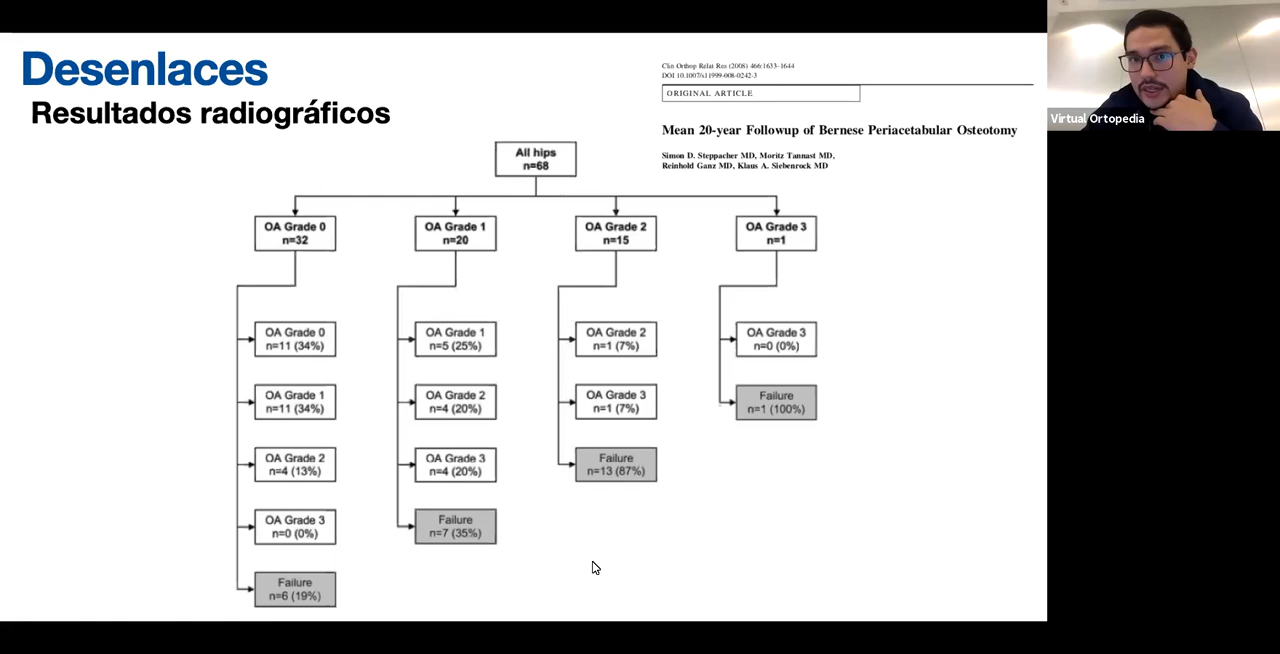 Desenlaces
Resultados radiográficos
Clin Orthop Relat Res (2008) 466:1633–1644
DOI 10.1007/s11999-008-0242-3
ORIGINAL ARTICLE
Mean 20-year Followup of Bernese Periacetabular Osteotomy
Simon D. Steppacher MD, Moritz Tannast MD,
Reinhold Ganz MD, Klaus A. Siebenrock MD
Virtual Ortopedia
All hips
n=68
OA Grade 0
n=32
OA Grade 1
n=20
OA Grade 2
n=15
OA Grade 3
n=1
OA Grade 0
n=11 (34%)
OA Grade 1
n=11 (34%)
OA Grade 2
n=4 (13%)
OA Grade 3
n=0 (0%)
Failure
n=6 (19%)
OA Grade 1
n=5 (25%)
OA Grade 2
n=4 (20%)
OA Grade 3
n=4 (20%)
Failure
n=7 (35%)
OA Grade 2
n=1 (7%)
OA Grade 3
n=1 (7%)
Failure
n=13 (87%)
OA Grade 3
n=0 (0%)
Failure
n=1 (100%)